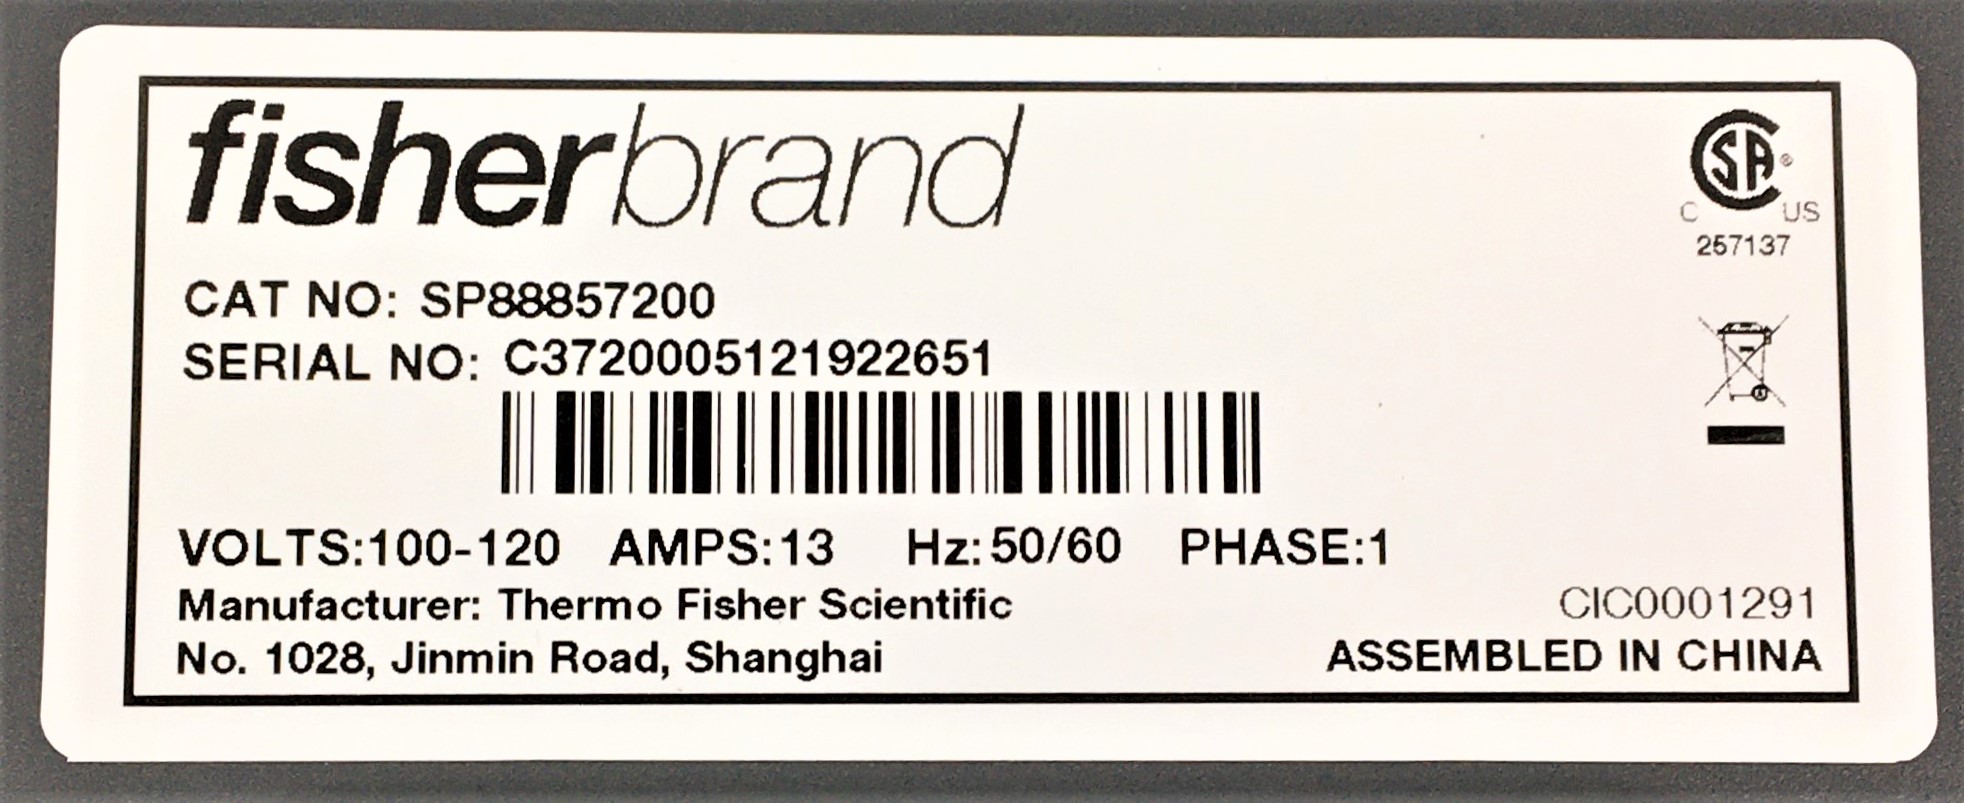 fisherbrand
CSA®
C US
257137
CAT NO: SP88857200
SERIAL NO: C3720005121922651
VOLTS:100-120 AMPS:13 Hz:50/60 PHASE:1
Manufacturer: Thermo Fisher Scientific
No. 1028, Jinmin Road, Shanghai
CIC0001291
ASSEMBLED IN CHINA